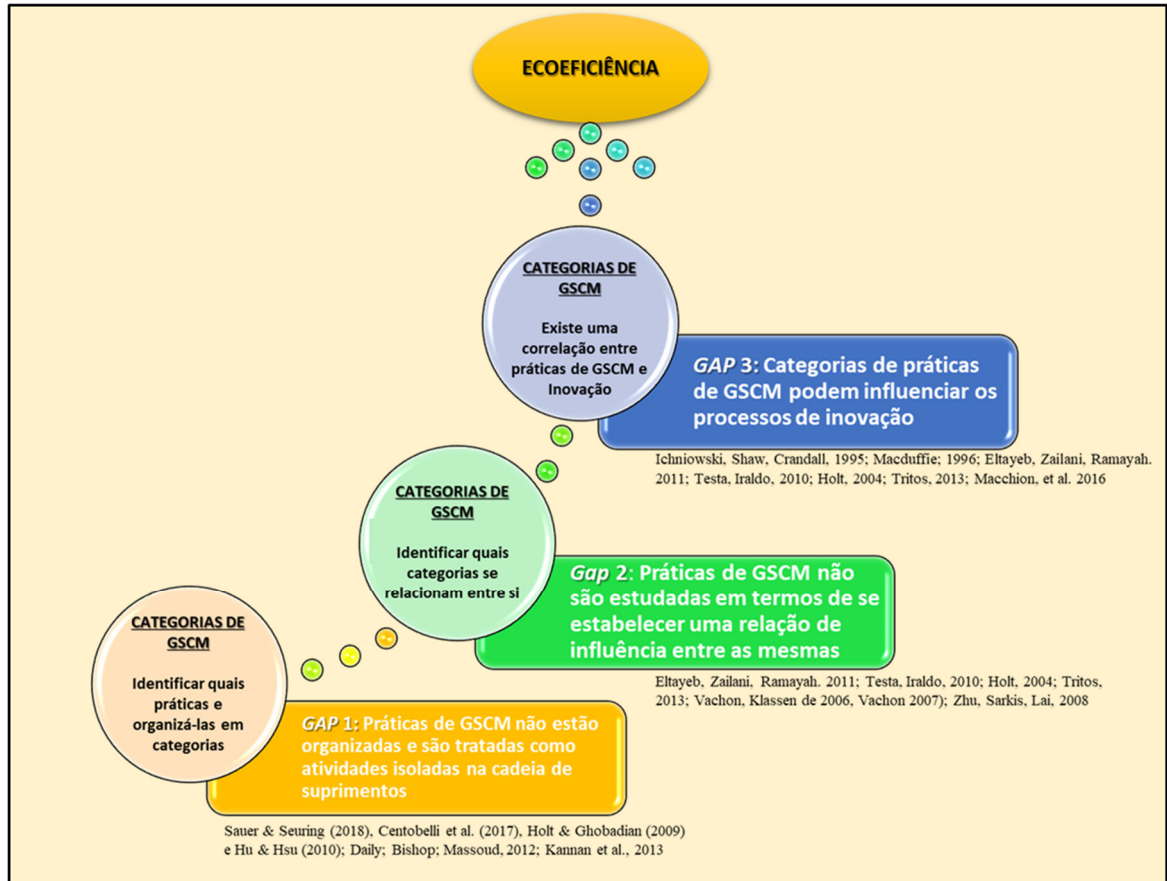 ECOEFICIÊNCIA
CATEGORIAS DE
GSCM
Existe uma
correlação entre
práticas de GSCM e
Inovação
GAP 3: Categorias de práticas
de GSCM podem influenciar os
processos de inovação
Ichniowski, Shaw, Crandall, 1995; Macduffie; 1996; Eltayeb, Zailani, Ramayah.
2011; Testa, Iraldo, 2010; Holt, 2004; Tritos, 2013; Macchion, et al. 2016
CATEGORIAS DE
GSCM
Identificar quais
categorias se
relacionam entre si
Gap 2: Práticas de GSCM não
são estudadas em termos de se
estabelecer uma relação de
influência entre as mesmas
Eltayeb, Zailani, Ramayah. 2011; Testa, Iraldo, 2010; Holt, 2004; Tritos,
2013; Vachon, Klassen de 2006, Vachon 2007); Zhu, Sarkis, Lai, 2008
CATEGORIAS DE
GSCM
Identificar quais
práticas e
organizá-las em
categorias
GAP 1: Práticas de GSCM não estão
organizadas e são tratadas como
atividades isoladas na cadeia de
suprimentos
Sauer & Seuring (2018), Centobelli et al. (2017), Holt & Ghobadian (2009)
e Hu & Hsu (2010); Daily; Bishop; Massoud, 2012; Kannan et al., 2013